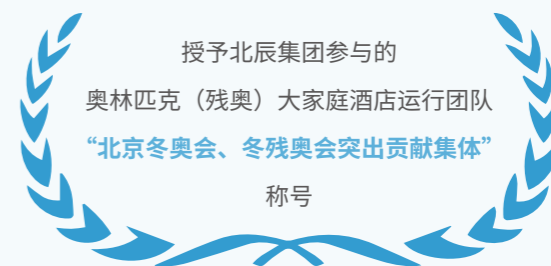 授予北辰集团参与的
奥林匹克（残奥）大家庭酒店运行团队
“北京冬奥会、冬残奥会突出贡献集体”
称号